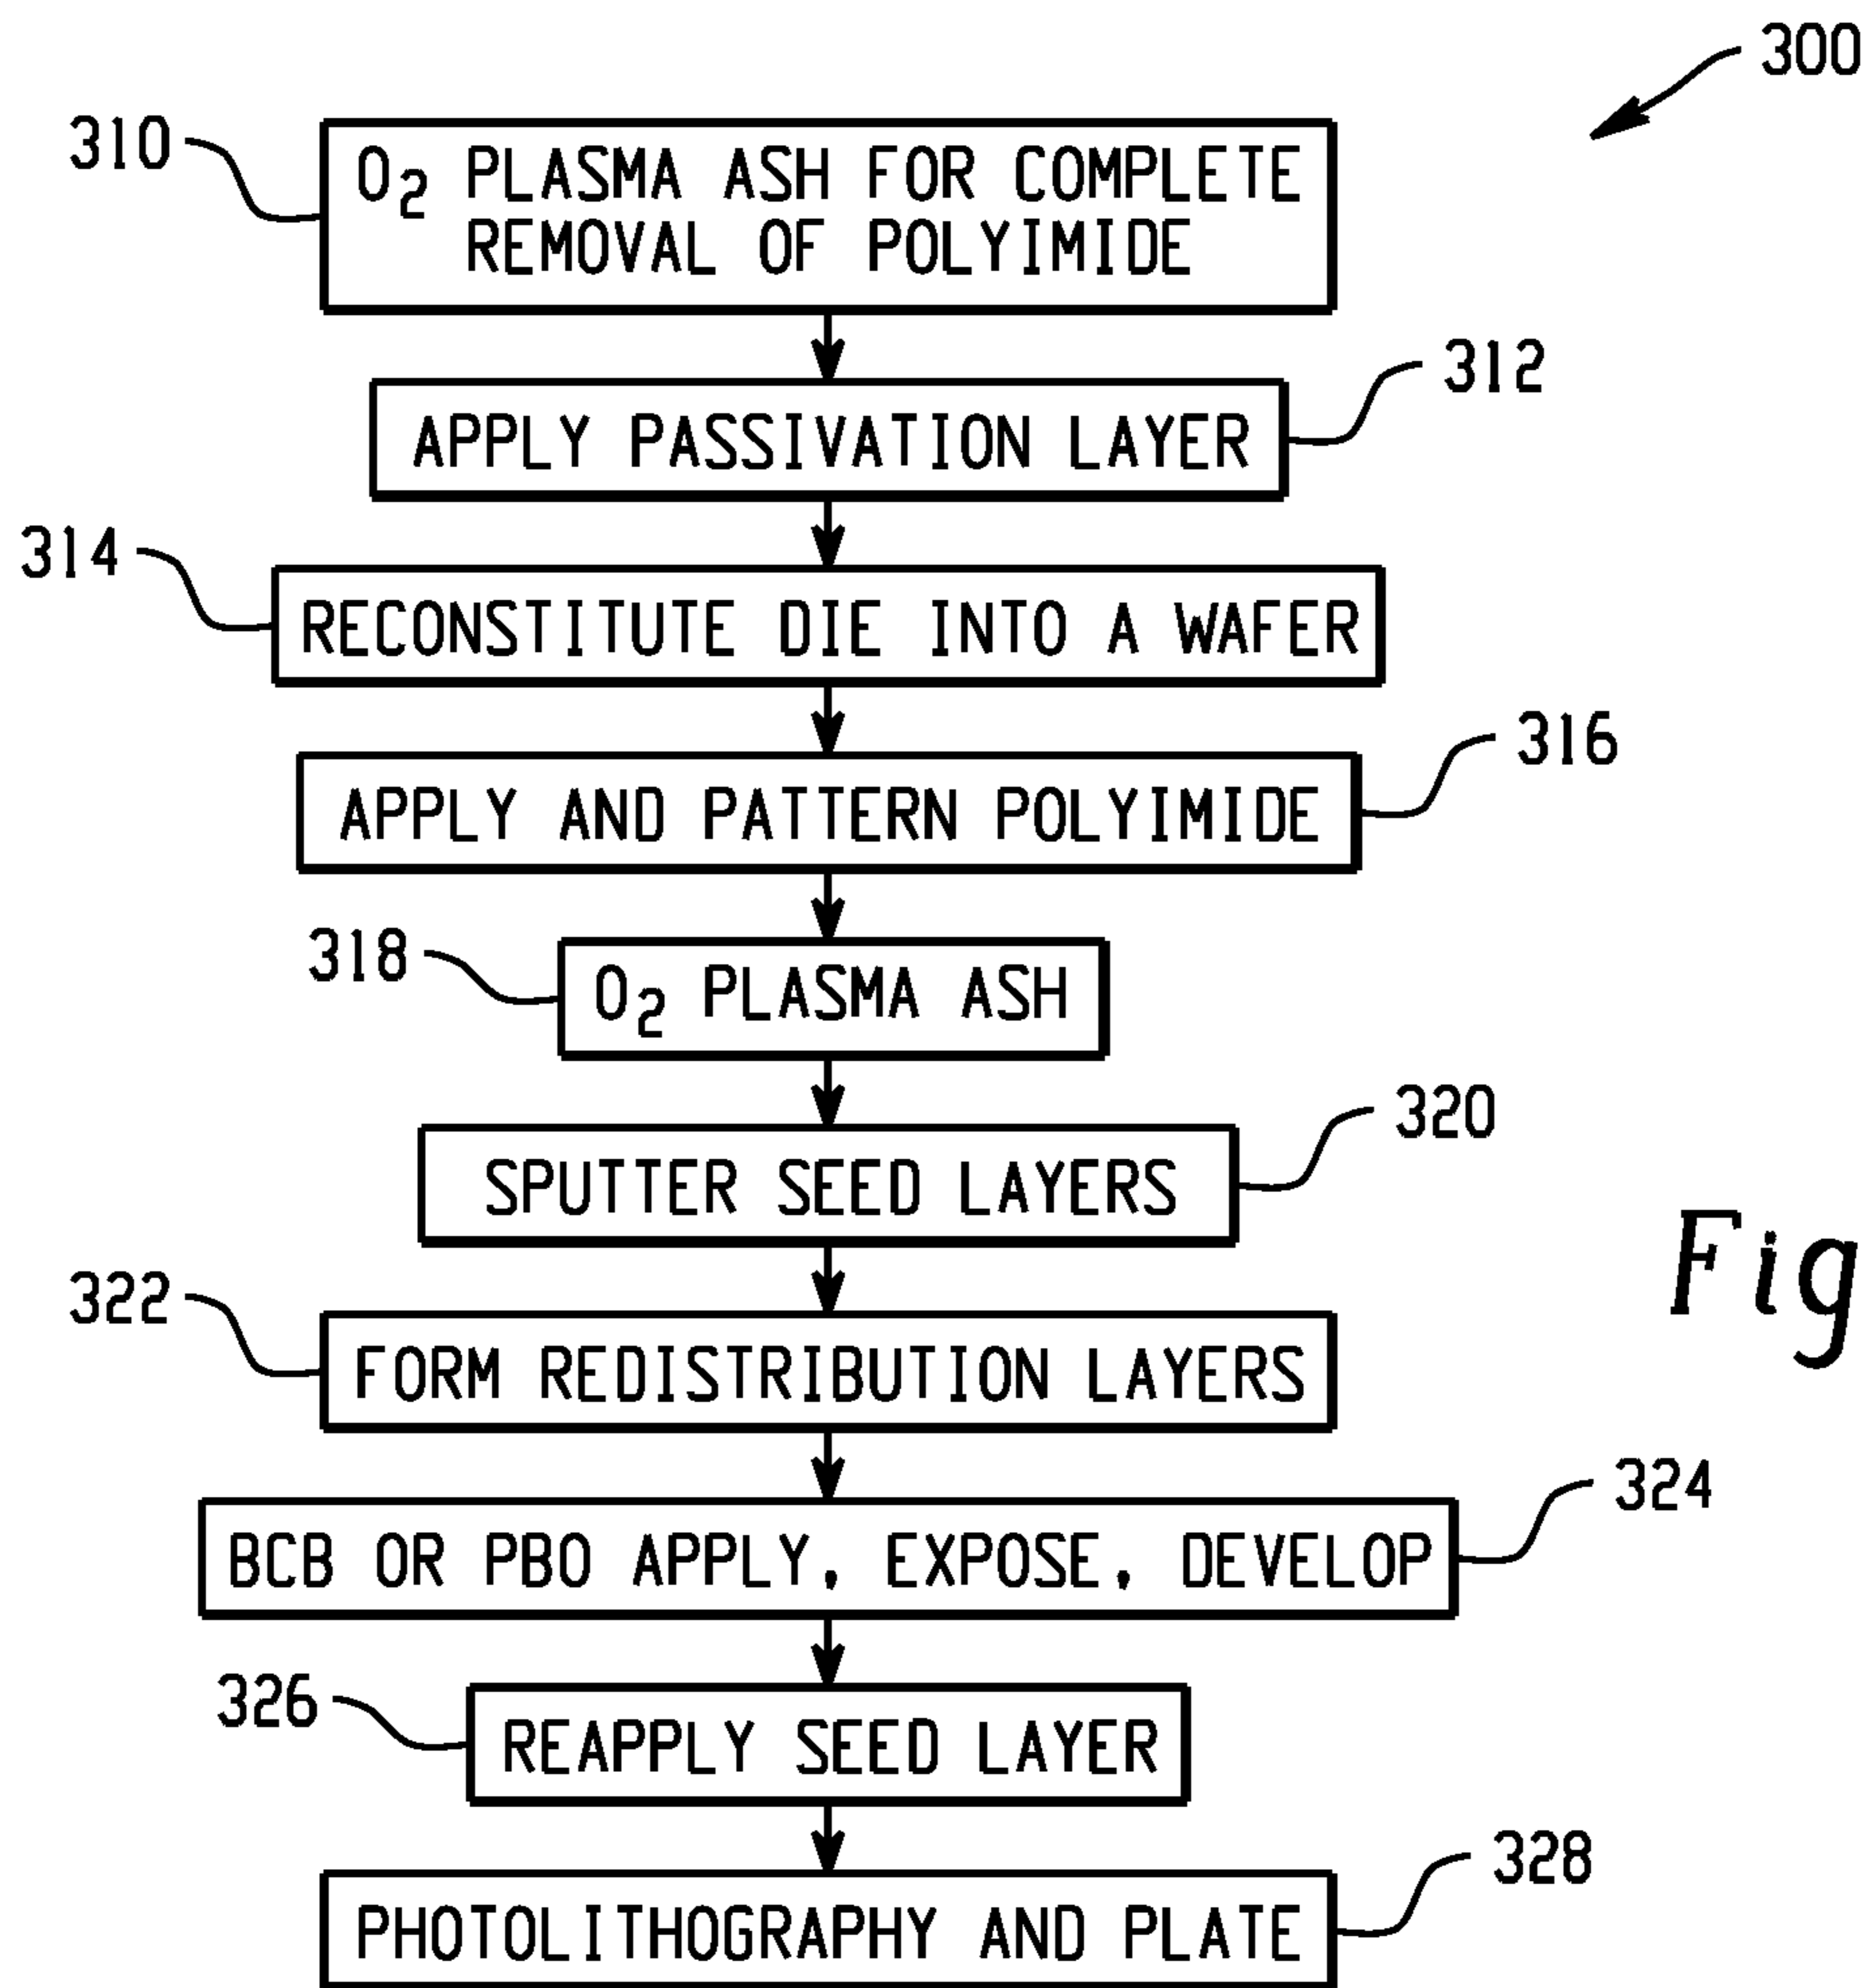 300
310
O₂ PLASMA ASH FOR COMPLETE
REMOVAL OF POLYIMIDE
312
APPLY PASSIVATION LAYER
314
RECONSTITUTE DIE INTO A WAFER
316
APPLY AND PATTERN POLYIMIDE
318
O₂ PLASMA ASH
320
SPUTTER SEED LAYERS
Fig
322
FORM REDISTRIBUTION LAYERS
324
BCB OR PBO APPLY, EXPOSE, DEVELOP
326
REAPPLY SEED LAYER
328
PHOTOLITHOGRAPHY AND PLATE